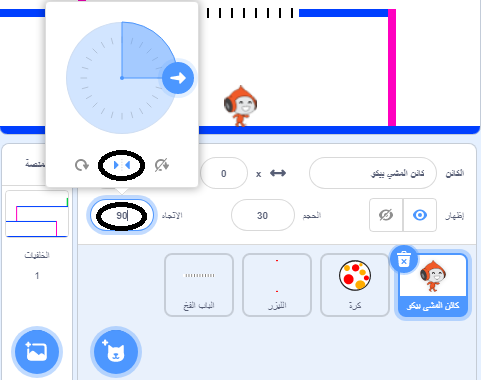 الكائن
كائن المشي بيكو
x
0
المنصة
إظهار
الحجم
30
الاتجاه
90
الخلفيات
1
كائن المشي بيكو
كرة
الليزر
الباب الفخ